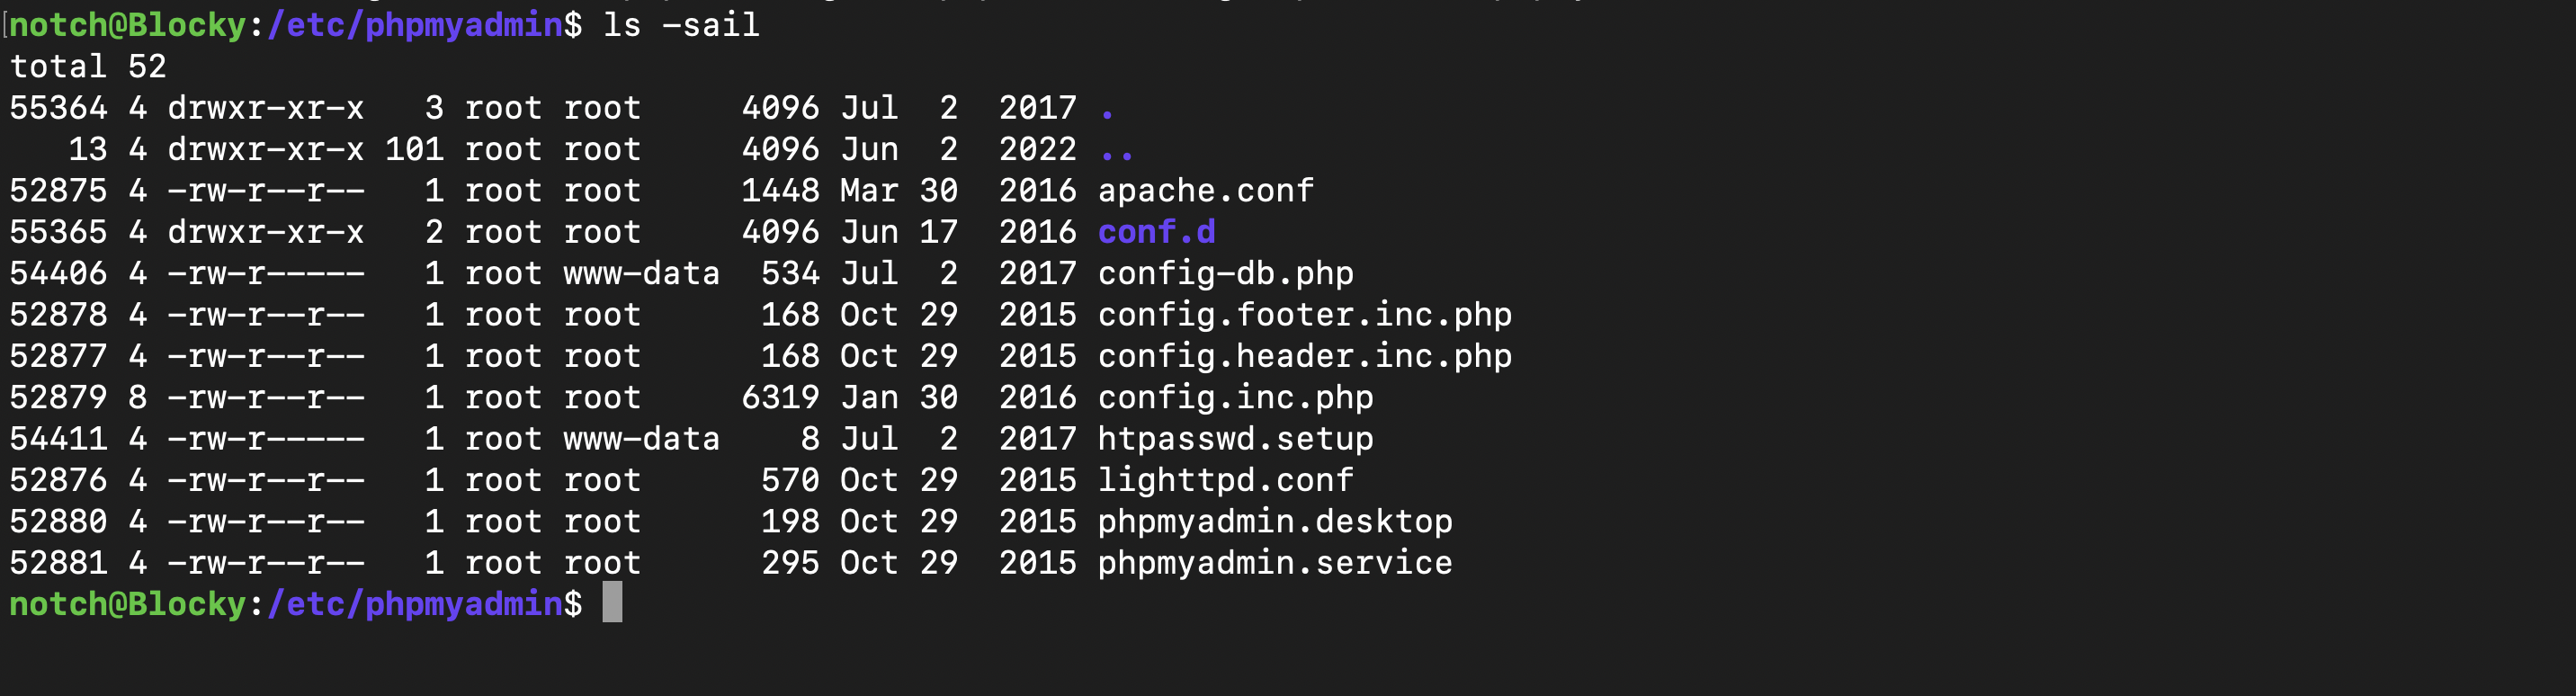 notch@Blocky:/etc/phpmyadmin$ ls -sail
total 52
55364 4 drwxr-xr-x   3 root root     4096 Jul  2  2017 .
   13 4 drwxr-xr-x 101 root root     4096 Jun  2  2022 ..
52875 4 -rw-r--r--   1 root root     1448 Mar 30  2016 apache.conf
55365 4 drwxr-xr-x   2 root root     4096 Jun 17  2016 conf.d
54406 4 -rw-r-----   1 root www-data  534 Jul  2  2017 config-db.php
52878 4 -rw-r--r--   1 root root      168 Oct 29  2015 config.footer.inc.php
52877 4 -rw-r--r--   1 root root      168 Oct 29  2015 config.header.inc.php
52879 8 -rw-r--r--   1 root root     6319 Jan 30  2016 config.inc.php
54411 4 -rw-r-----   1 root www-data    8 Jul  2  2017 htpasswd.setup
52876 4 -rw-r--r--   1 root root      570 Oct 29  2015 lighttpd.conf
52880 4 -rw-r--r--   1 root root      198 Oct 29  2015 phpmyadmin.desktop
52881 4 -rw-r--r--   1 root root      295 Oct 29  2015 phpmyadmin.service
notch@Blocky:/etc/phpmyadmin$